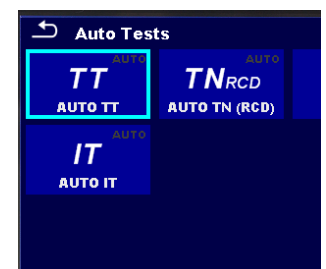 Auto Tests
AUTO
TT
AUTO TT
AUTO
TNRCD
AUTO TN (RCD)
AUTO
IT
AUTO IT